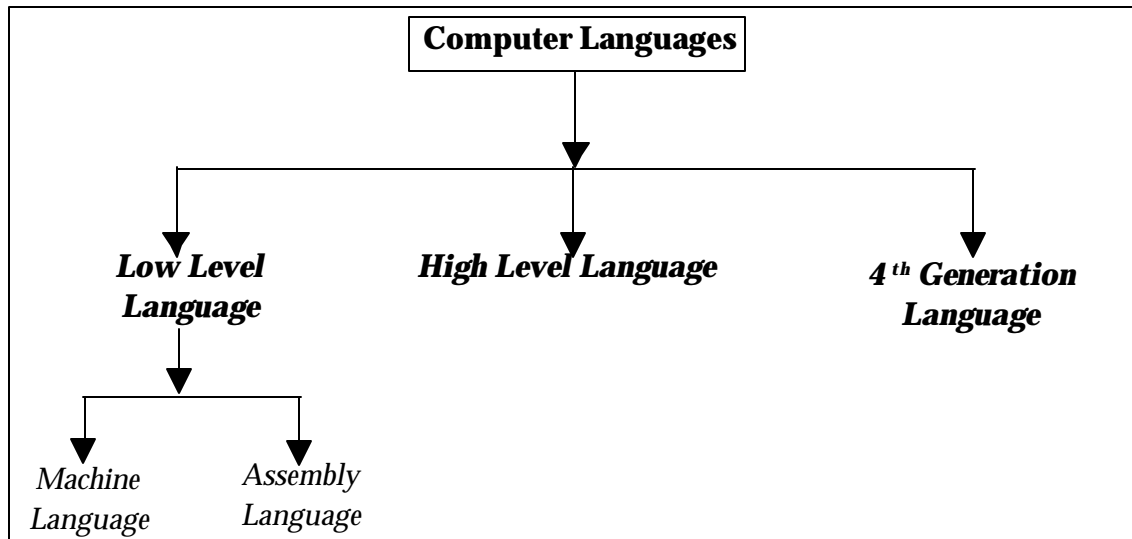 Computer Languages
Low Level
Language
High Level Language
4th Generation
Language
Machine
Language
Assembly
Language